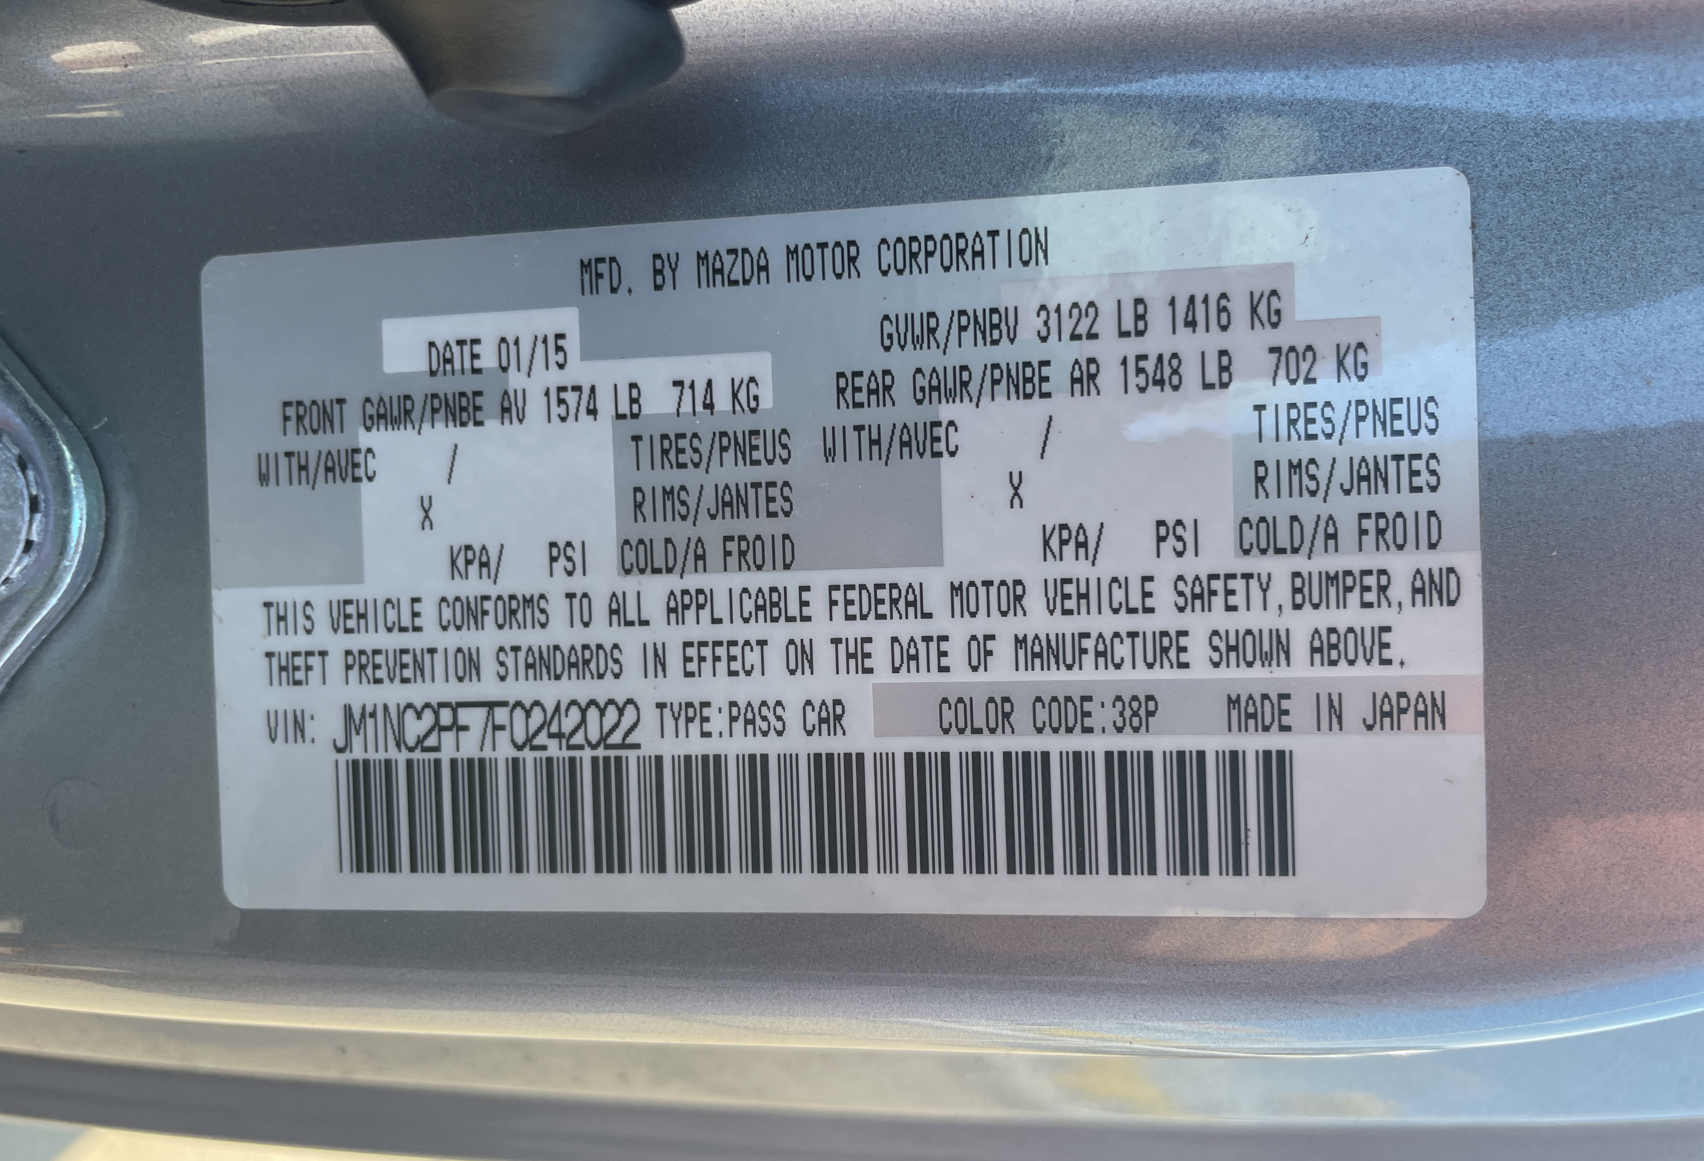 MFD. BY MAZDA MOTOR CORPORATION
DATE 01/15 GVWR/PNBV 3122 LB 1416 KG
FRONT GAWR/PNBE AV 1574 LB 714 KG REAR GAWR/PNBE AR 1548 LB 702 KG
WITH/AVEC / TIRES/PNEUS WITH/AVEC / TIRES/PNEUS
X RIMS/JANTES X RIMS/JANTES
KPA/ PSI COLD/A FROID KPA/ PSI COLD/A FROID
THIS VEHICLE CONFORMS TO ALL APPLICABLE FEDERAL MOTOR VEHICLE SAFETY, BUMPER, AND
THEFT PREVENTION STANDARDS IN EFFECT ON THE DATE OF MANUFACTURE SHOWN ABOVE.
VIN: JM1NC2PF7F0242022 TYPE:PASS CAR COLOR CODE:38P MADE IN JAPAN